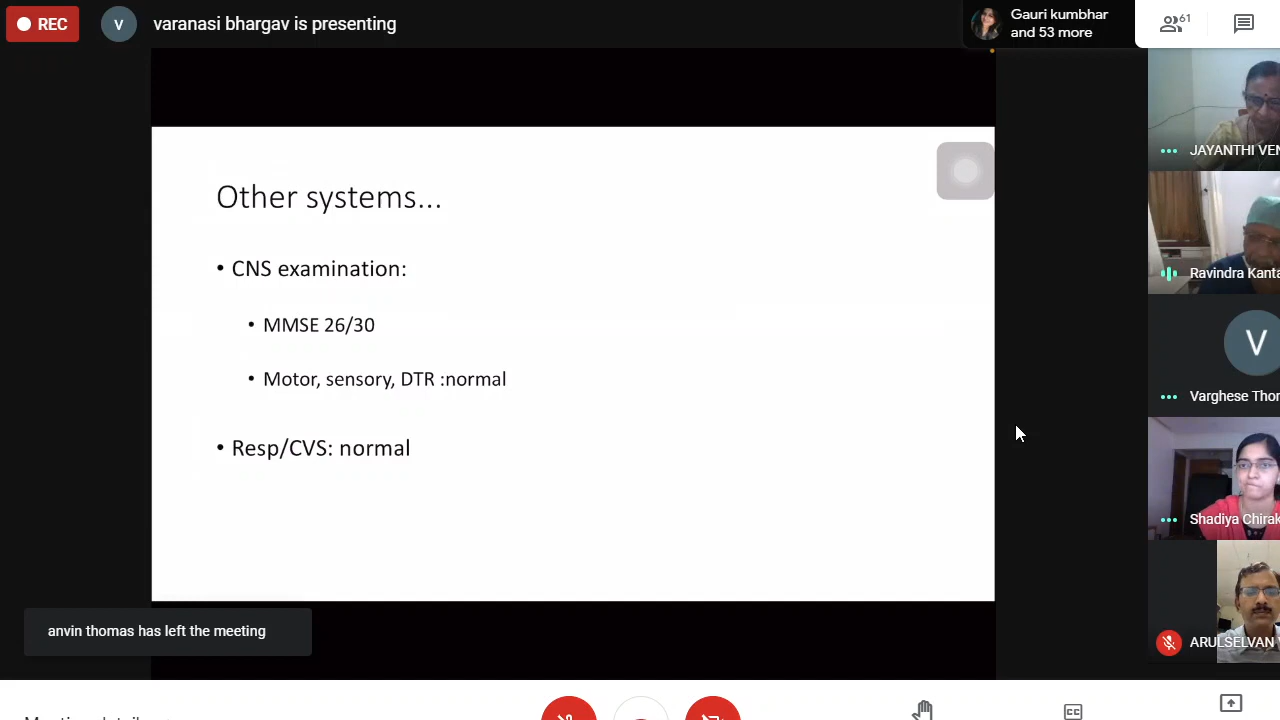 REC
V
varanasi bhargav is presenting
Gauri kumbhar
and 53 more
61
Other systems...
• CNS examination:
• MMSE 26/30
• Motor, sensory, DTR :normal
• Resp/CVS: normal
JAYANTHI VEN
Ravindra Kanta
V
Varghese Thor
Shadiya Chirak
ARULSELVAN V
anvin thomas has left the meeting
CC